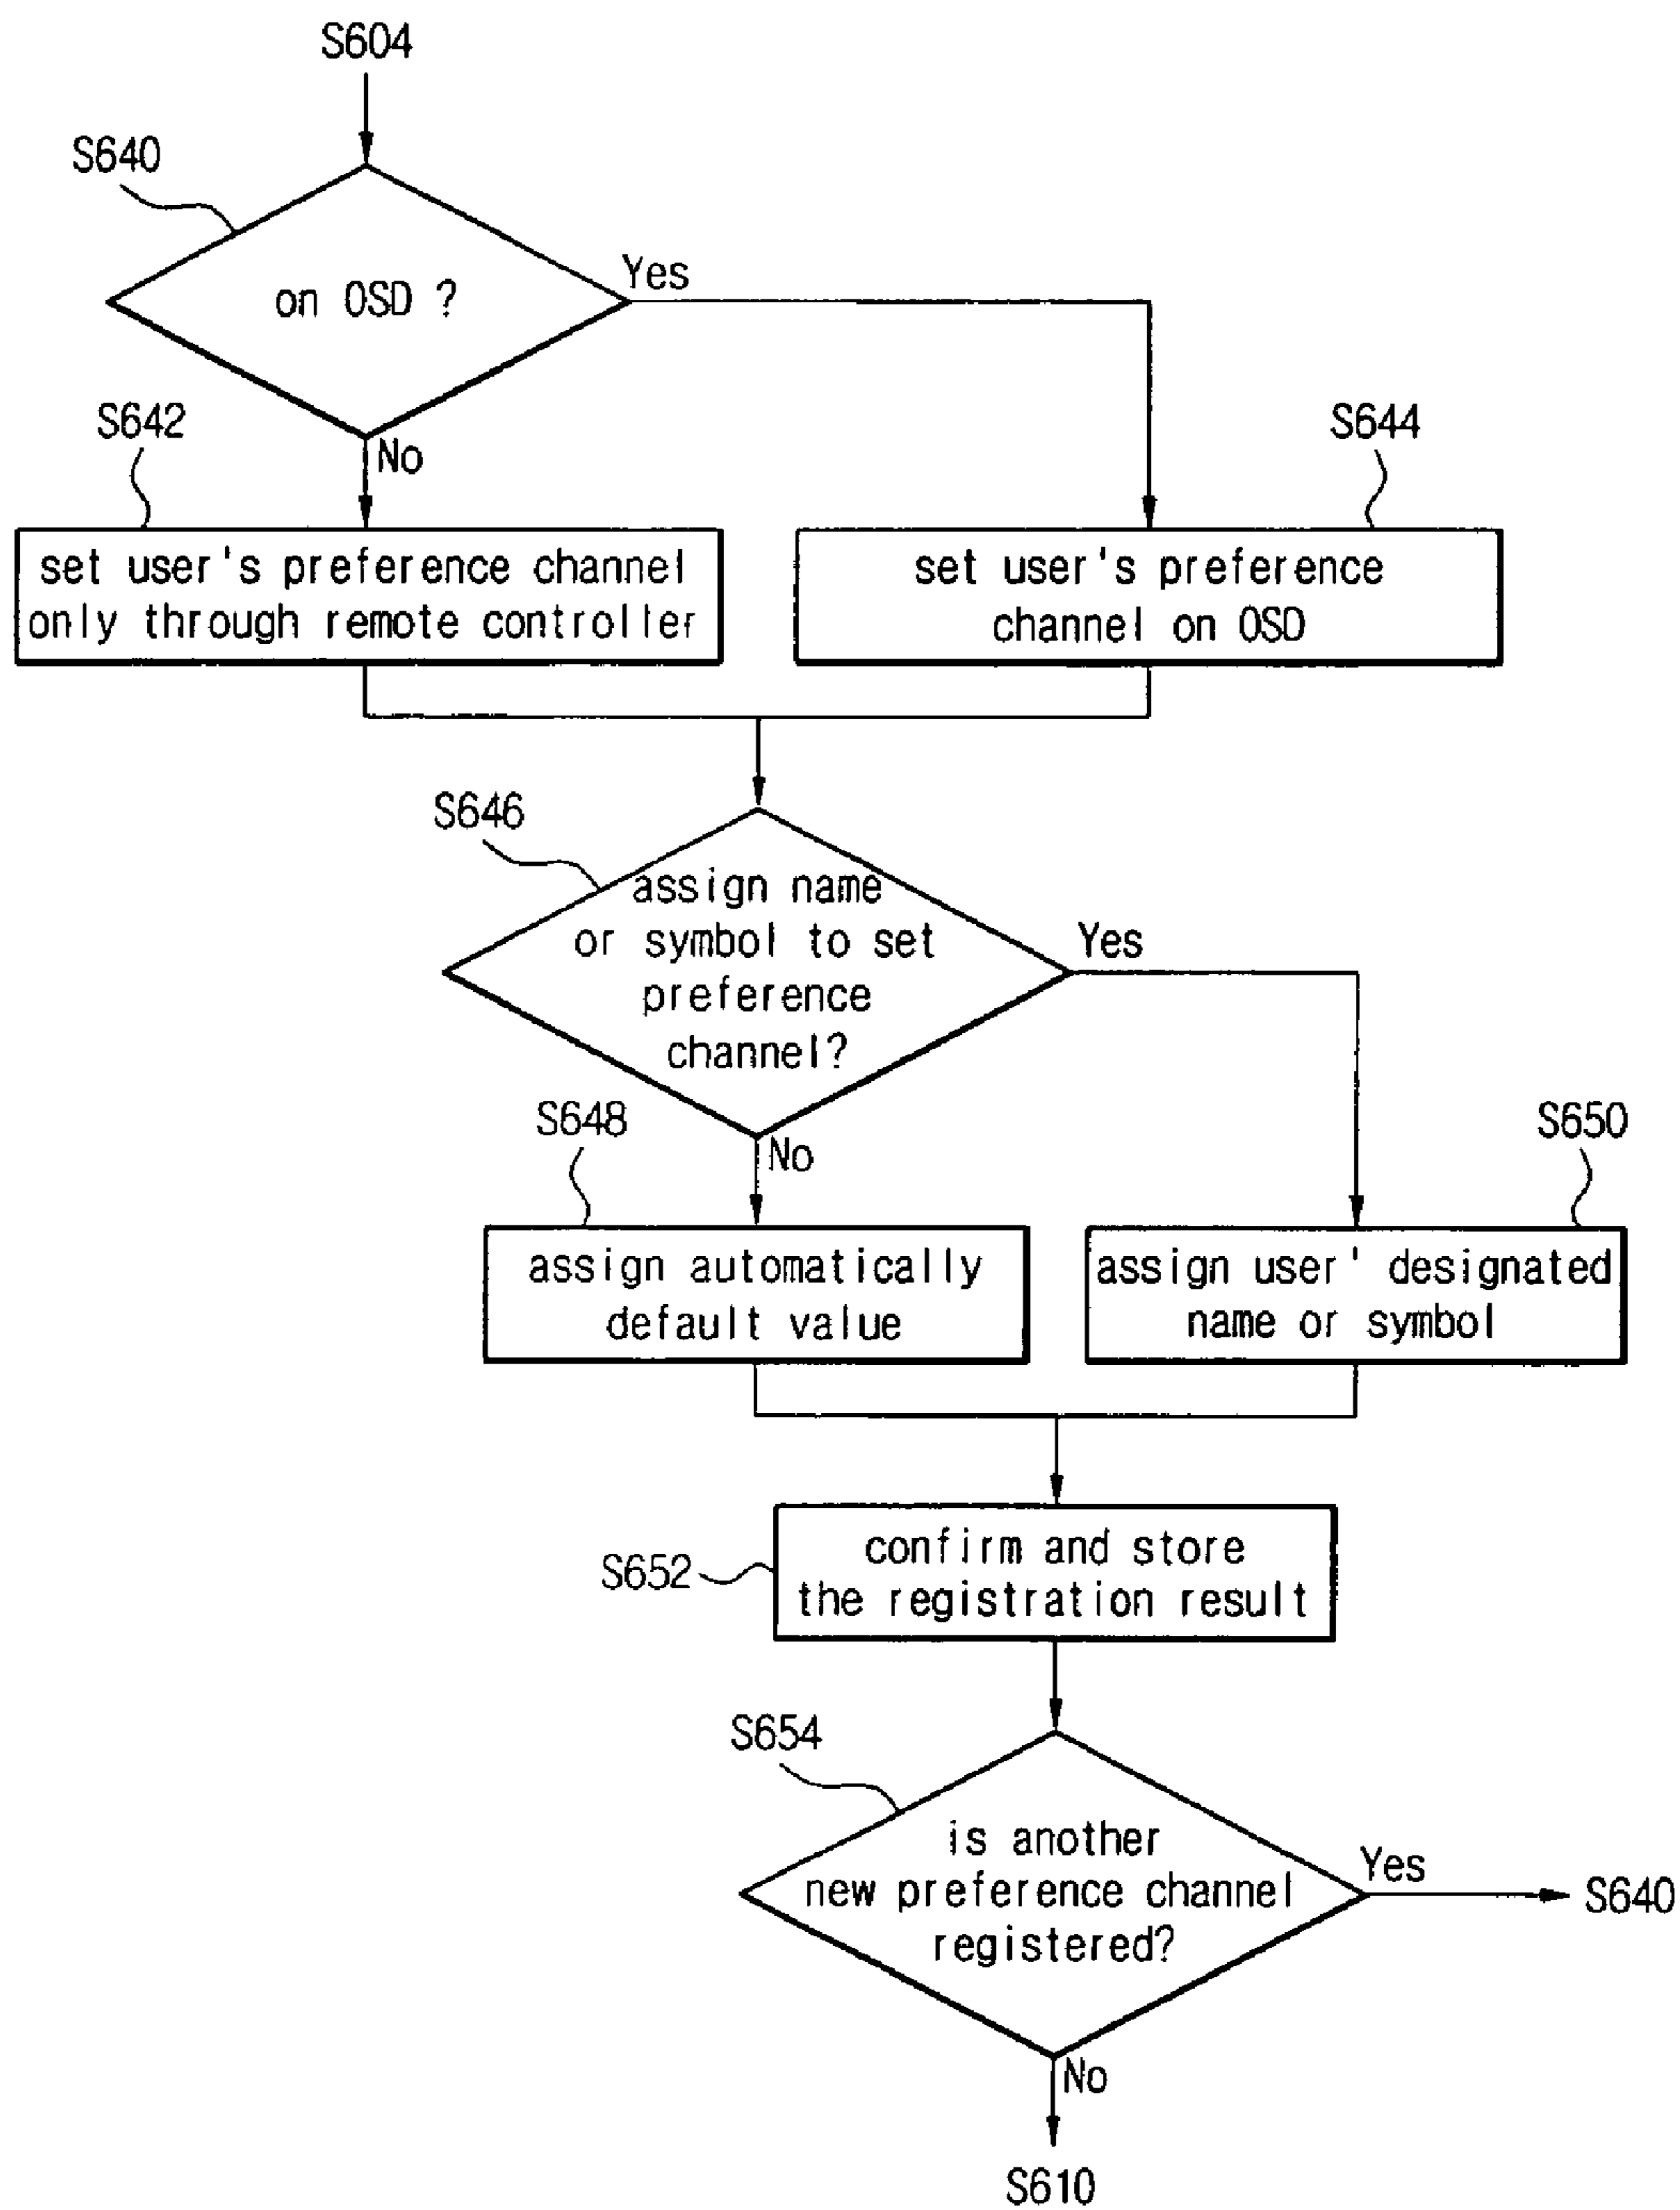 S604
S640
on OSD ?
Yes
No
S642
set user's preference channel
only through remote controller
S644
set user's preference
channel on OSD
S646
assign name
or symbol to set
preference
channel?
Yes
No
S648
assign automatically
default value
S650
assign user' designated
name or symbol
S652
confirm and store
the registration result
S654
is another
new preference channel
registered?
Yes
S640
No
S610